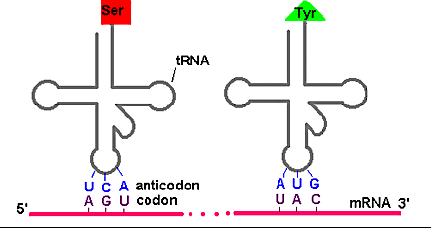 Ser Tyr
tRNA
U C A anticodon A U G
A G U codon U A C
5' mRNA 3'